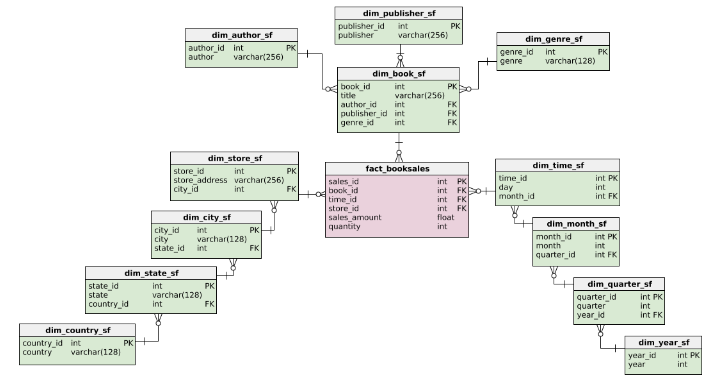 dim_publisher_sf
publisher_id int PK
publisher varchar(256)
dim_author_sf
author_id int PK
author varchar(256)
dim_genre_sf
genre_id int PK
genre varchar(128)
dim_book_sf
book_id int PK
title varchar(256)
author_id int FK
publisher_id int FK
genre_id int FK
dim_store_sf
store_id int PK
store_address varchar(256)
city_id int FK
fact_booksales
sales_id int PK
book_id int FK
time_id int FK
store_id int FK
sales_amount float
quantity int
dim_time_sf
time_id int PK
day int
month_id int FK
dim_city_sf
city_id int PK
city varchar(128)
state_id int FK
dim_month_sf
month_id int PK
month int
quarter_id int FK
dim_state_sf
state_id int PK
state varchar(128)
country_id int FK
dim_quarter_sf
quarter_id int PK
quarter int
year_id int FK
dim_country_sf
country_id int PK
country varchar(128)
dim_year_sf
year_id int PK
year int